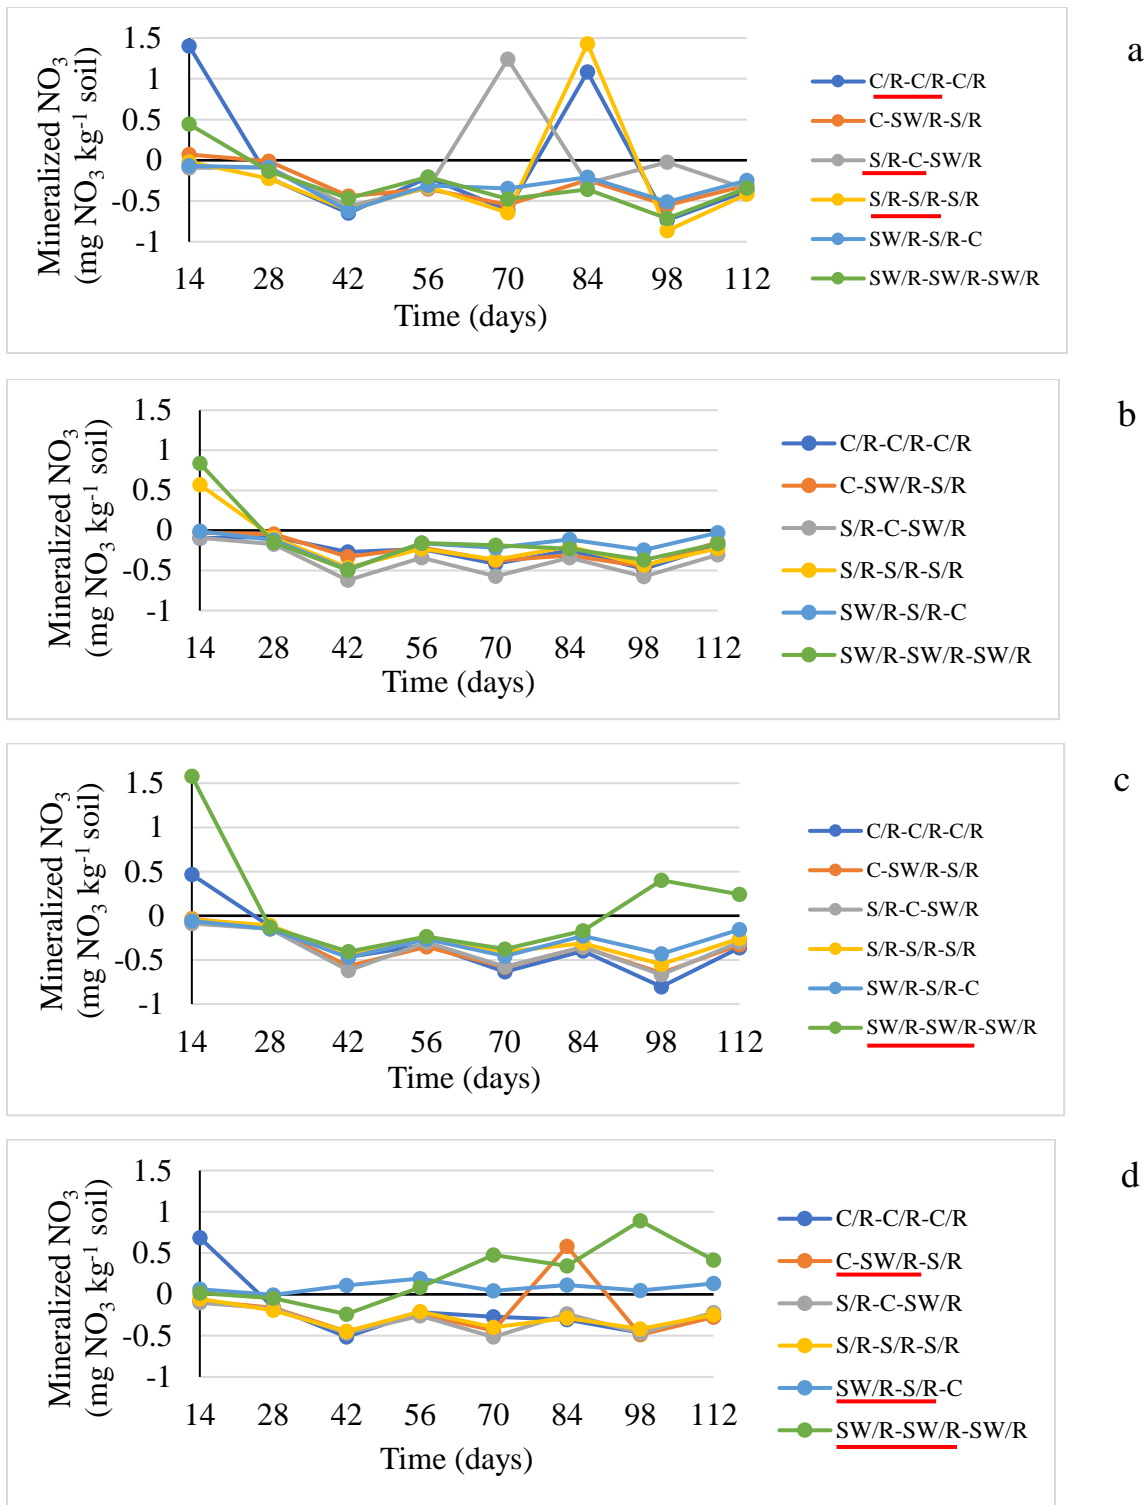 a
1.5
1
0.5
0
-0.5
-1
Mineralized NO3
(mg NO3 kg-1 soil)
14 28 42 56 70 84 98 112
Time (days)
C/R-C/R-C/R
C-SW/R-S/R
S/R-C-SW/R
S/R-S/R-S/R
SW/R-S/R-C
SW/R-SW/R-SW/R
b
1.5
1
0.5
0
-0.5
-1
Mineralized NO3
(mg NO3 kg-1 soil)
14 28 42 56 70 84 98 112
Time (days)
C/R-C/R-C/R
C-SW/R-S/R
S/R-C-SW/R
S/R-S/R-S/R
SW/R-S/R-C
SW/R-SW/R-SW/R
c
1.5
1
0.5
0
-0.5
-1
Mineralized NO3
(mg NO3 kg-1 soil)
14 28 42 56 70 84 98 112
Time (days)
C/R-C/R-C/R
C-SW/R-S/R
S/R-C-SW/R
S/R-S/R-S/R
SW/R-S/R-C
SW/R-SW/R-SW/R
d
1.5
1
0.5
0
-0.5
-1
Mineralized NO3
(mg NO3 kg-1 soil)
14 28 42 56 70 84 98 112
Time (days)
C/R-C/R-C/R
C-SW/R-S/R
S/R-C-SW/R
S/R-S/R-S/R
SW/R-S/R-C
SW/R-SW/R-SW/R